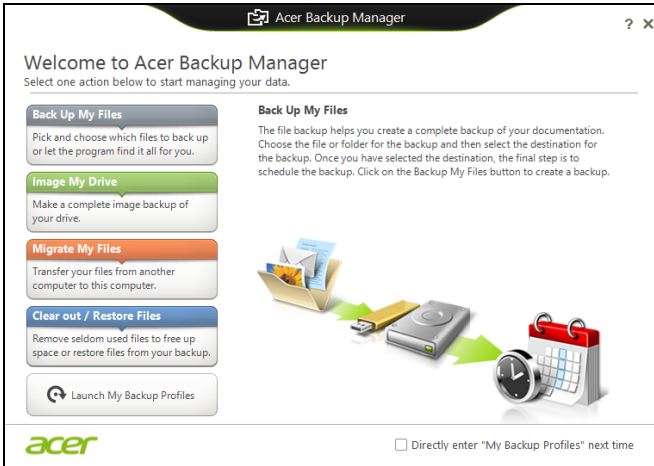 Acer Backup Manager
? X
Welcome to Acer Backup Manager
Select one action below to start managing your data.
Back Up My Files
Pick and choose which files to back up
or let the program find it all for you.
Image My Drive
Make a complete image backup of
your drive.
Migrate My Files
Transfer your files from another
computer to this computer.
Clear out / Restore Files
Remove seldom used files to free up
space or restore files from your backup.
Launch My Backup Profiles
Back Up My Files
The file backup helps you create a complete backup of your documentation.
Choose the file or folder for the backup and then select the destination for
the backup. Once you have selected the destination, the final step is to
schedule the backup. Click on the Backup My Files button to create a backup.
acer
Directly enter "My Backup Profiles" next time